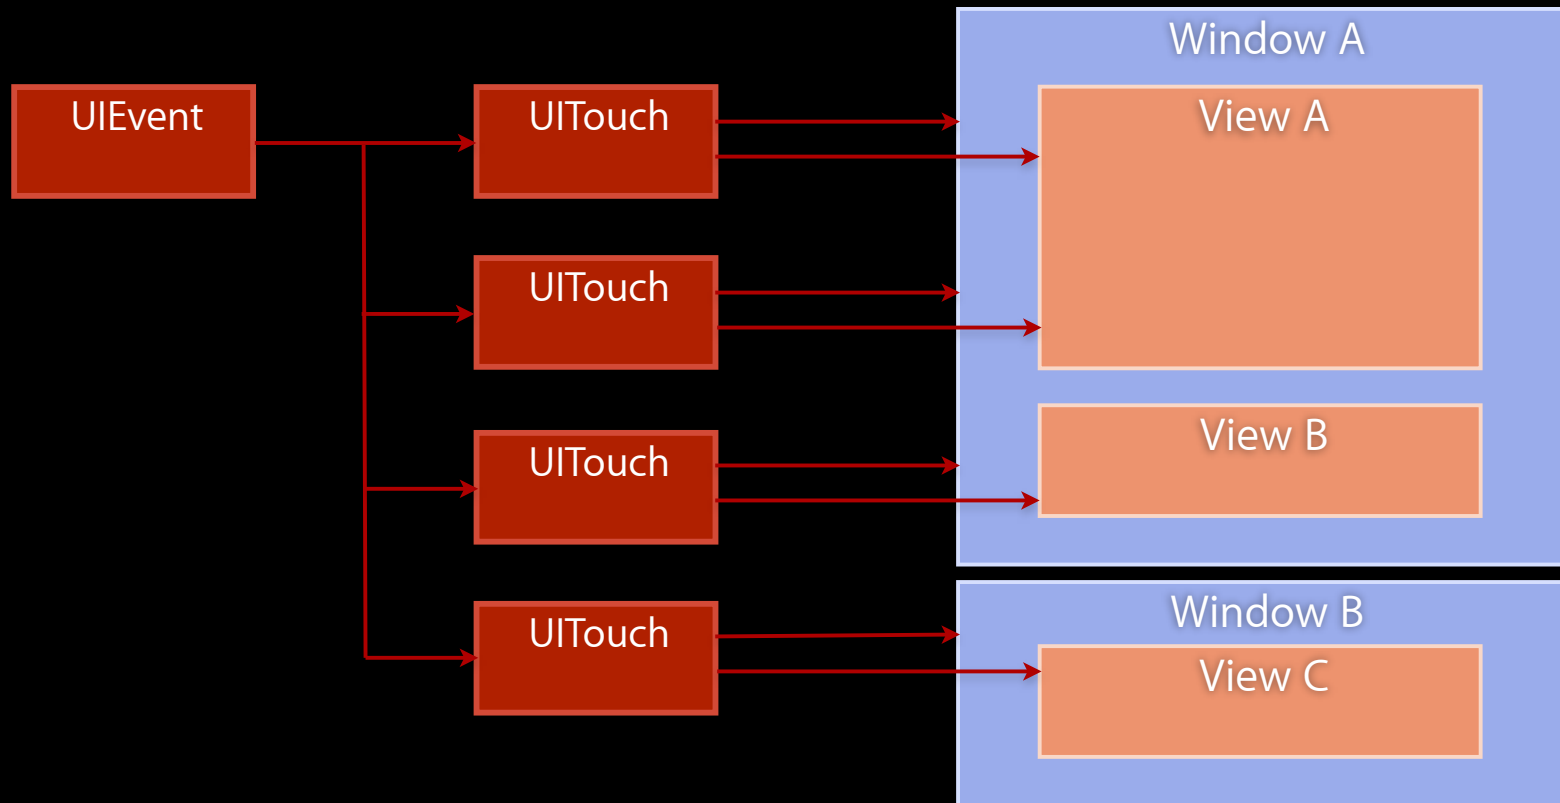 Window A
UIEvent
UITouch
View A
UITouch
View B
UITouch
Window B
UITouch
View C